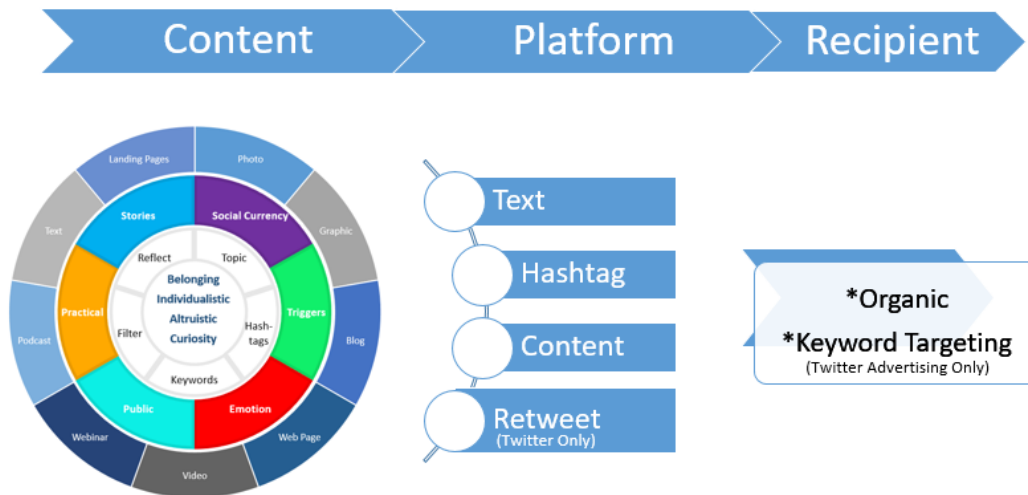 Content
Platform
Recipient
Landing Pages
Photo
Text
Graphic
Podcast
Blog
Webinar
Web Page
Video
Stories
Social Currency
Practical
Triggers
Public
Emotion
Reflect
Topic
Filter
Hash-
tags
Keywords
Belonging
Individualistic
Altruistic
Curiosity
Text
Hashtag
Content
Retweet
(Twitter Only)
*Organic
*Keyword Targeting
(Twitter Advertising Only)